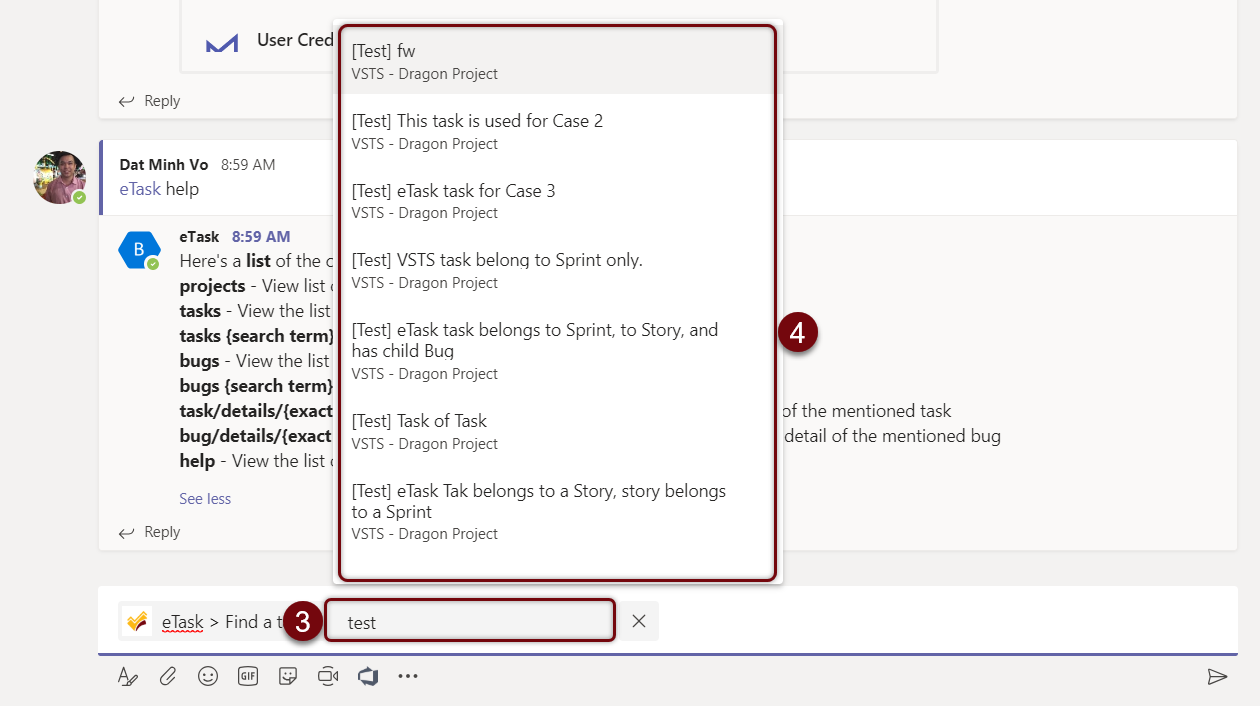 User Cred
Reply
[Test] fw
VSTS - Dragon Project
[Test] This task is used for Case 2
VSTS - Dragon Project
[Test] eTask task for Case 3
VSTS - Dragon Project
[Test] VSTS task belong to Sprint only.
VSTS - Dragon Project
[Test] eTask task belongs to Sprint, to Story, and
has child Bug
VSTS - Dragon Project
[Test] Task of Task
VSTS - Dragon Project
[Test] eTask Tak belongs to a Story, story belongs
to a Sprint
VSTS - Dragon Project
4
Dat Minh Vo 8:59 AM
eTask help
B
eTask 8:59 AM
Here's a list of the
projects - View list
tasks - View the list
tasks {search term}
bugs - View the list
bugs {search term}
task/details/{exact of the mentioned task
bug/details/{exact detail of the mentioned bug
help - View the list
See less
Reply
eTask > Find a t
3
test
GIF